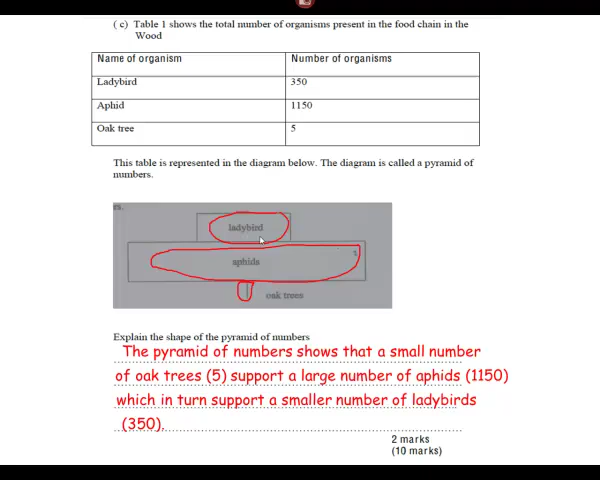 ( c) Table 1 shows the total number of organisms present in the food chain in the
Wood
Name of organism Number of organisms
Ladybird 350
Aphid 1150
Oak tree 5
This table is represented in the diagram below. The diagram is called a pyramid of
numbers.
es.
ladybird
aphids
oak trees
Explain the shape of the pyramid of numbers
The pyramid of numbers shows that a small number
of oak trees (5) support a large number of aphids (1150)
which in turn support a smaller number of ladybirds
(350).
2 marks
(10 marks)